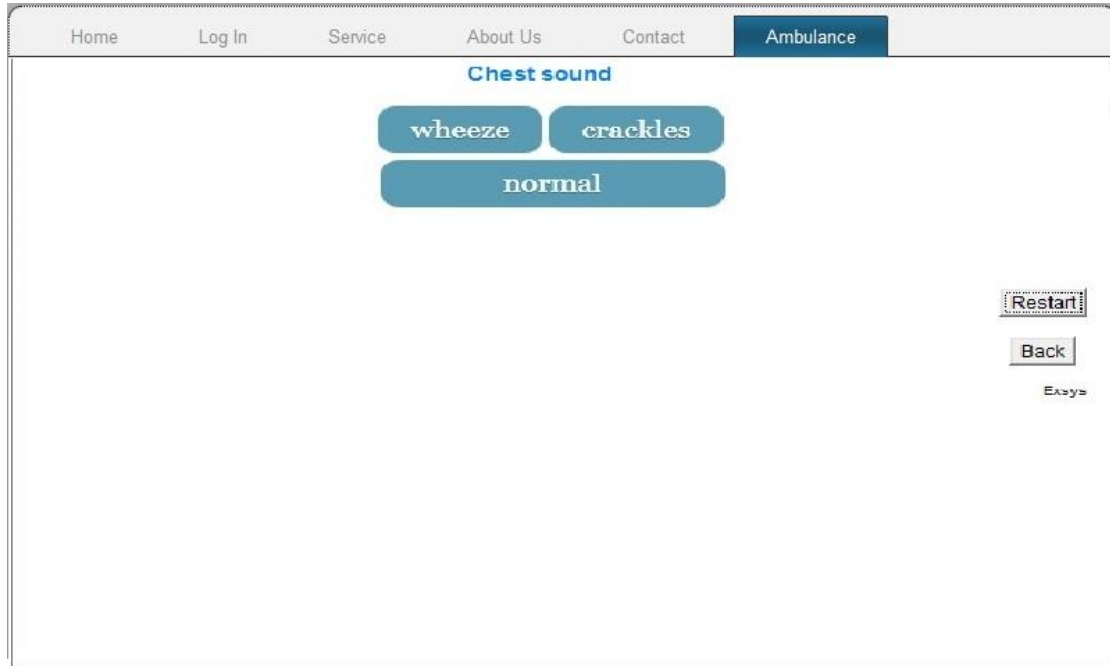 Home Log In Service About Us Contact Ambulance
Chest sound
wheeze crackles
normal
Restart
Back
Exsys